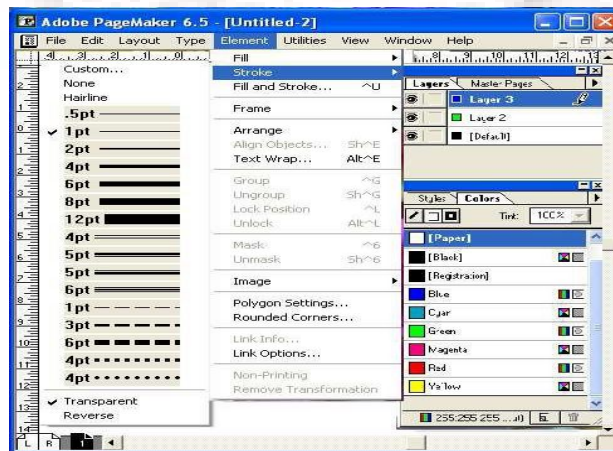 Adobe PageMaker 6.5 - [Untitled-2]
File Edit Layout Type Element Utilities View Window Help
Custom...
None
Hairline
.5pt
1pt
2pt
4pt
6pt
8pt
12pt
4pt
5pt
5pt
6pt
1pt
3pt
6pt
4pt
4pt
Transparent
Reverse
Fill
Stroke
Fill and Stroke... ^U
Frame
Arrange
Align Objects... Sh^E
Text Wrap... Alt^E
Group ^G
Ungroup Sh^G
Lock Position ^L
Unlock Alt^L
Mask ^6
Unmask Sh^6
Image
Polygon Settings...
Rounded Corners...
Link Info...
Link Options...
Non-Printing
Remove Transformation
Layers Master Pages
Layer 3
Layer 2
[Default]
Styles Colors
Tint: 100%
[Paper]
[Black]
[Registration]
Blue
Cyan
Green
Magenta
Red
Yellow
L R 1